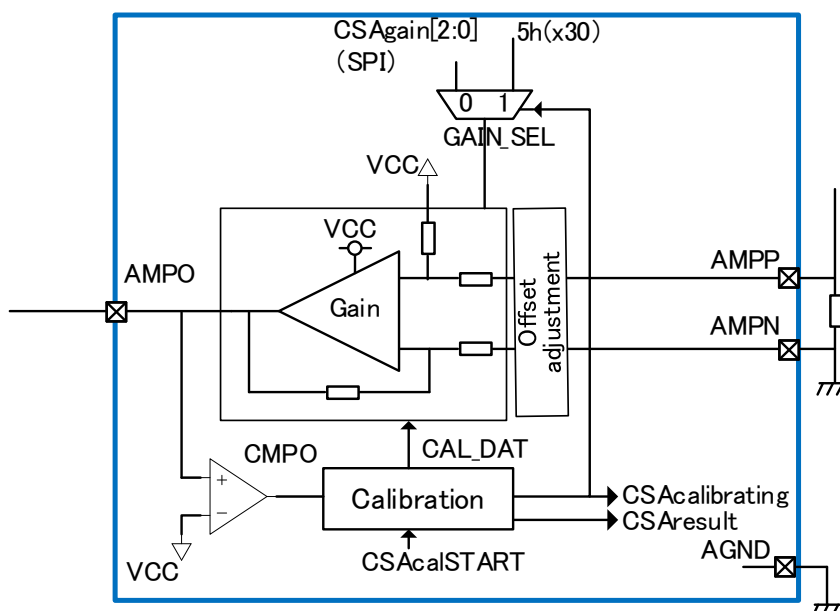 CSAgain[2:0]
(SPI)
5h(x30)
0 1
GAIN_SEL
VCC
VCC
AMPO
Gain
Offset
adjustment
AMPP
AMPN
CMPO
CAL_DAT
+
−
Calibration
CSAcalibrating
CSAresult
VCC
CSAcalSTART
AGND